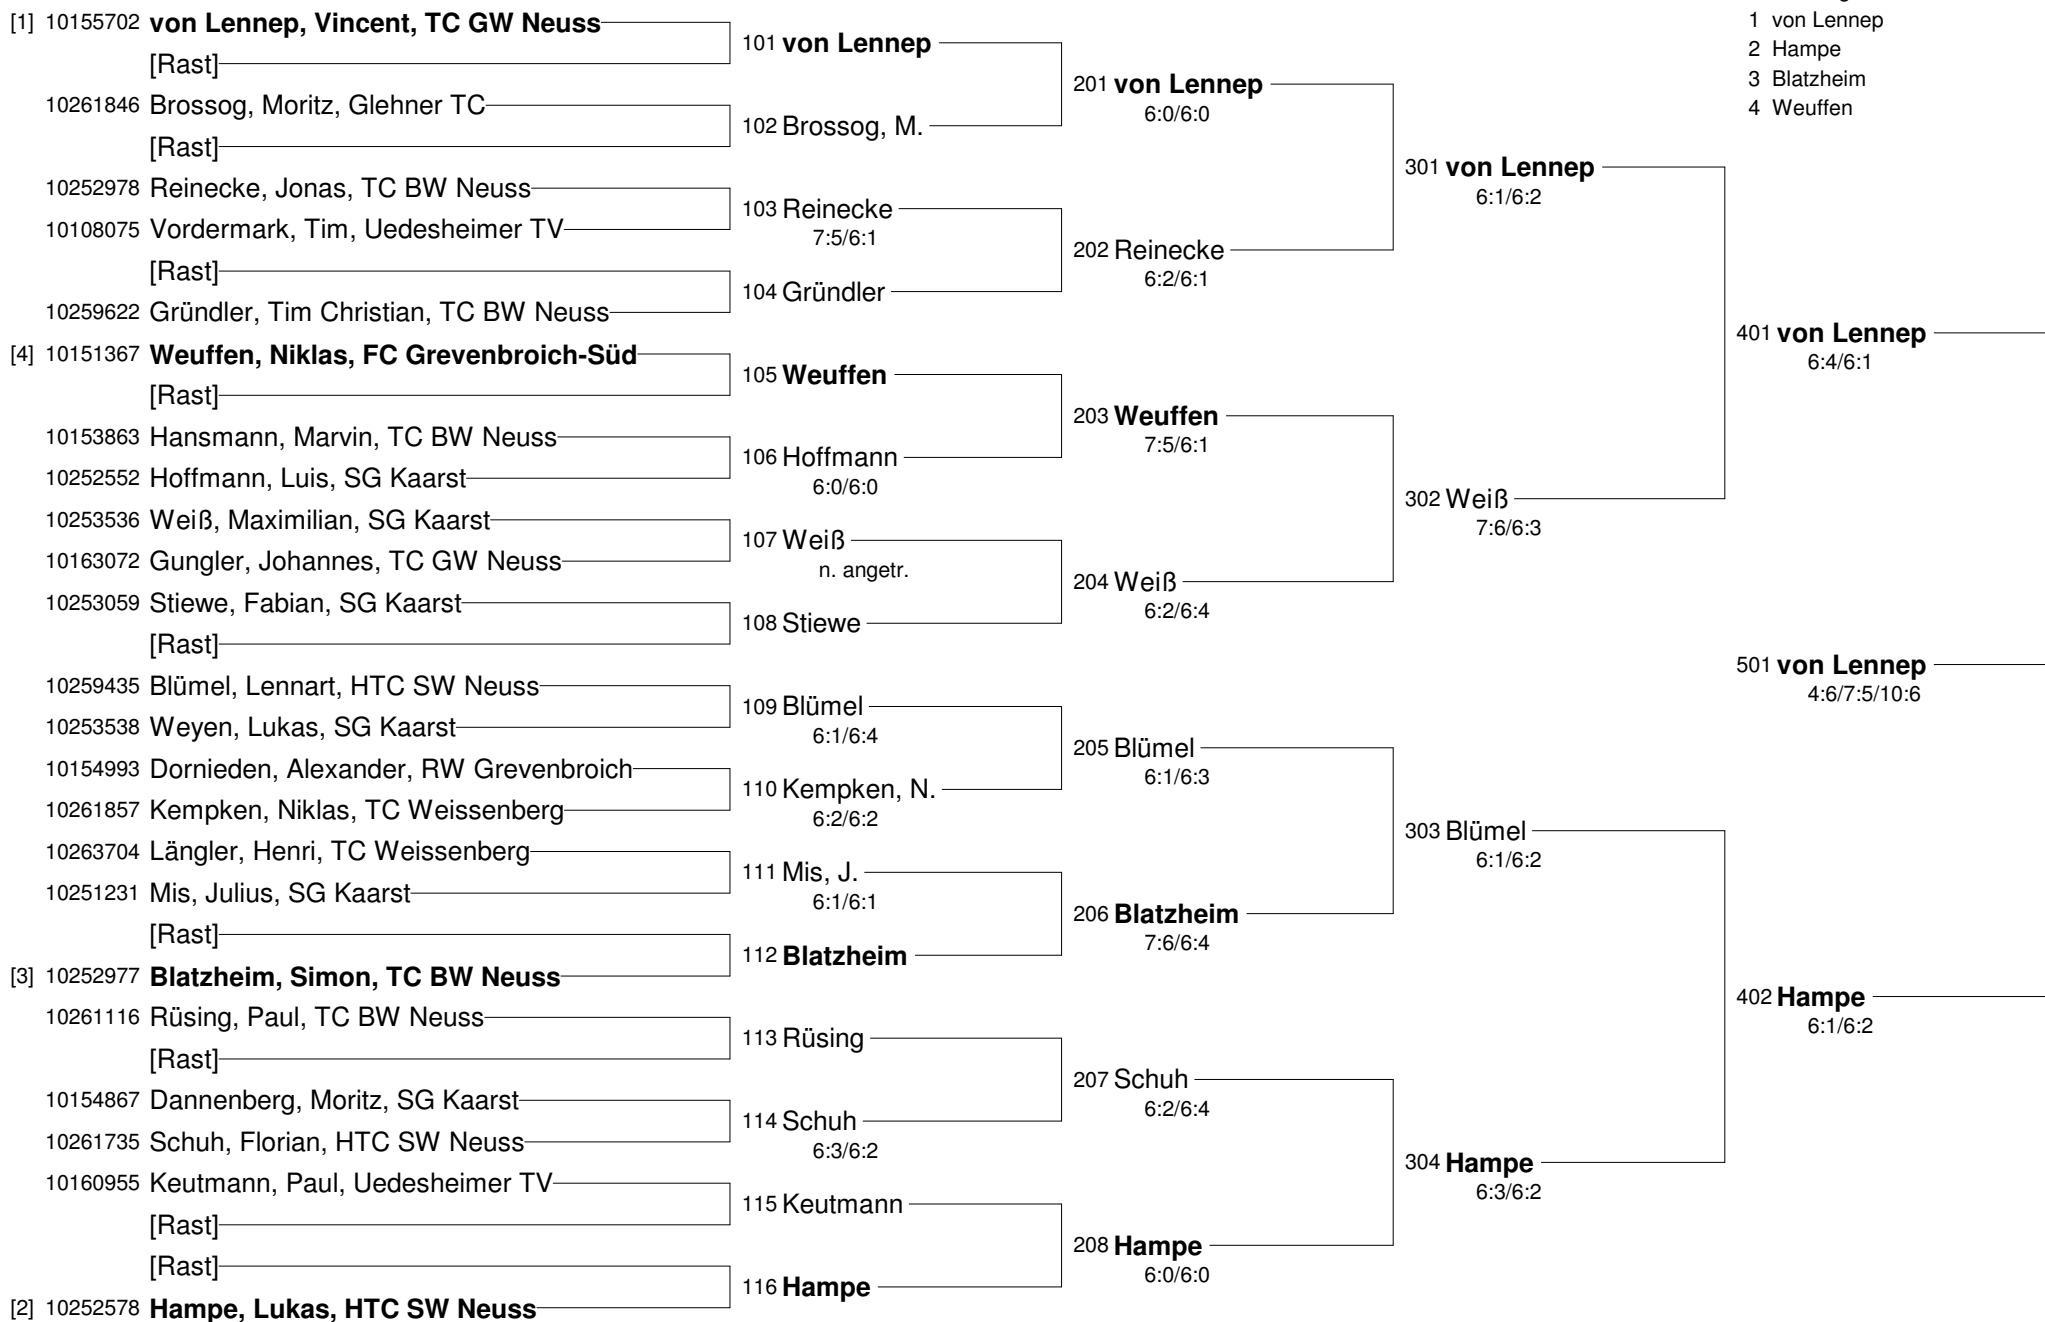 [1] 10155702 von Lennep, Vincent, TC GW Neuss
[Rast]
10261846 Brossog, Moritz, Glehner TC
[Rast]
10252978 Reinecke, Jonas, TC BW Neuss
10108075 Vordermark, Tim, Uedesheimer TV
[Rast]
10259622 Gründler, Tim Christian, TC BW Neuss
[4] 10151367 Weuffen, Niklas, FC Grevenbroich-Süd
[Rast]
10153863 Hansmann, Marvin, TC BW Neuss
10252552 Hoffmann, Luis, SG Kaarst
10253536 Weiß, Maximilian, SG Kaarst
10163072 Gungler, Johannes, TC GW Neuss
10253059 Stiewe, Fabian, SG Kaarst
[Rast]
10259435 Blümel, Lennart, HTC SW Neuss
10253538 Weyen, Lukas, SG Kaarst
10154993 Dornieden, Alexander, RW Grevenbroich
10261857 Kempken, Niklas, TC Weissenberg
10263704 Längler, Henri, TC Weissenberg
10251231 Mis, Julius, SG Kaarst
[Rast]
[3] 10252977 Blatzheim, Simon, TC BW Neuss
10261116 Rüsing, Paul, TC BW Neuss
[Rast]
10154867 Dannenberg, Moritz, SG Kaarst
10261735 Schuh, Florian, HTC SW Neuss
10160955 Keutmann, Paul, Uedesheimer TV
[Rast]
[Rast]
[2] 10252578 Hampe, Lukas, HTC SW Neuss
101 von Lennep
102 Brossog, M.
103 Reinecke
7:5/6:1
104 Gründler
105 Weuffen
106 Hoffmann
6:0/6:0
107 Weiß
n. angetr.
108 Stiewe
109 Blümel
6:1/6:4
110 Kempken, N.
6:2/6:2
111 Mis, J.
6:1/6:1
112 Blatzheim
113 Rüsing
114 Schuh
6:3/6:2
115 Keutmann
116 Hampe
201 von Lennep
6:0/6:0
202 Reinecke
6:2/6:1
203 Weuffen
7:5/6:1
204 Weiß
6:2/6:4
205 Blümel
6:1/6:3
206 Blatzheim
7:6/6:4
207 Schuh
6:2/6:4
208 Hampe
6:0/6:0
301 von Lennep
6:1/6:2
302 Weiß
7:6/6:3
303 Blümel
6:1/6:2
304 Hampe
6:3/6:2
1 von Lennep
2 Hampe
3 Blatzheim
4 Weuffen
401 von Lennep
6:4/6:1
501 von Lennep
4:6/7:5/10:6
402 Hampe
6:1/6:2